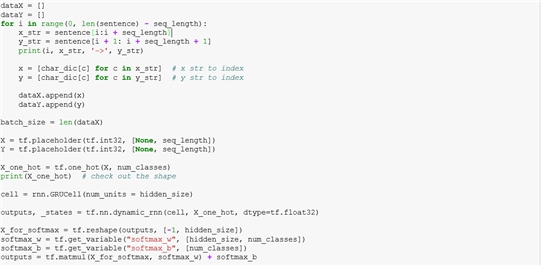 dataX = []
dataY = []
for i in range(0, len(sentence) - seq_length):
    x_str = sentence[i:i + seq_length]
    y_str = sentence[i + 1: i + seq_length + 1]
    print(i, x_str, '->', y_str)

    x = [char_dic[c] for c in x_str]  # x str to index
    y = [char_dic[c] for c in y_str]  # y str to index

    dataX.append(x)
    dataY.append(y)

batch_size = len(dataX)

X = tf.placeholder(tf.int32, [None, seq_length])
Y = tf.placeholder(tf.int32, [None, seq_length])

X_one_hot = tf.one_hot(X, num_classes)
print(X_one_hot)  # check out the shape

cell = rnn.GRUCell(num_units = hidden_size)

outputs, _states = tf.nn.dynamic_rnn(cell, X_one_hot, dtype=tf.float32)

X_for_softmax = tf.reshape(outputs, [-1, hidden_size])
softmax_w = tf.get_variable("softmax_w", [hidden_size, num_classes])
softmax_b = tf.get_variable("softmax_b", [num_classes])
outputs = tf.matmul(X_for_softmax, softmax_w) + softmax_b